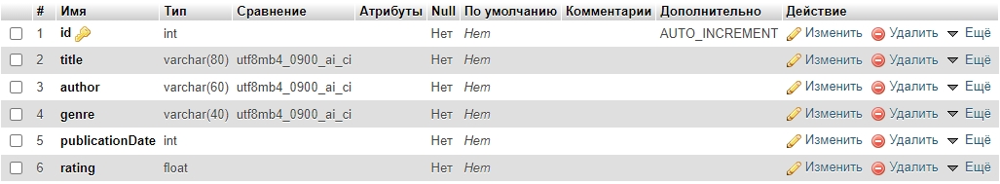 # Имя Тип Сравнение Атрибуты Null По умолчанию Комментарии Дополнительно Действие
1 id int Нет Нет AUTO_INCREMENT Изменить Удалить Ещё
2 title varchar(80) utf8mb4_0900_ai_ci Нет Нет Изменить Удалить Ещё
3 author varchar(60) utf8mb4_0900_ai_ci Нет Нет Изменить Удалить Ещё
4 genre varchar(40) utf8mb4_0900_ai_ci Нет Нет Изменить Удалить Ещё
5 publicationDate int Нет Нет Изменить Удалить Ещё
6 rating float Нет Нет Изменить Удалить Ещё